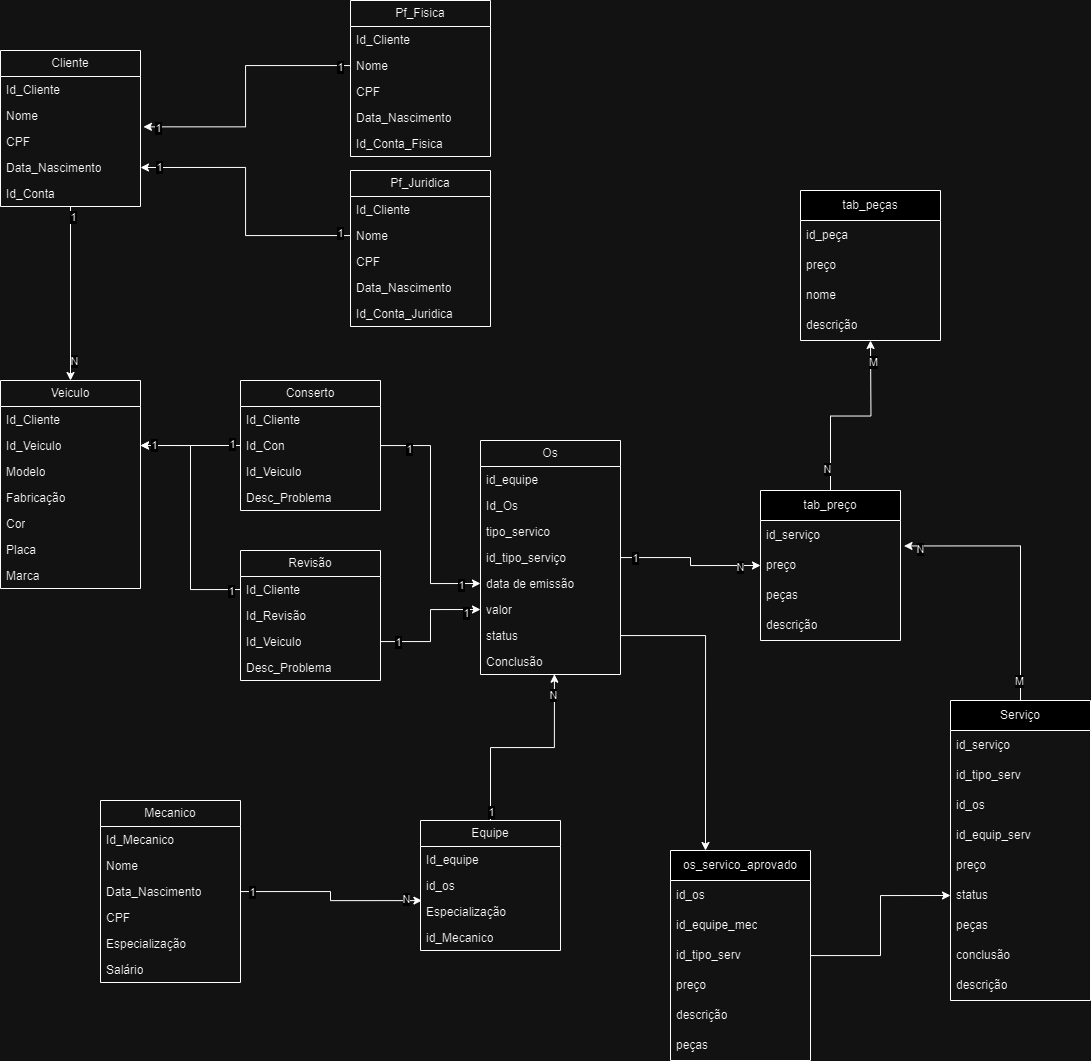 Pf_Fisica
Id_Cliente
Nome
CPF
Data_Nascimento
Id_Conta_Fisica
Cliente
Id_Cliente
Nome
CPF
Data_Nascimento
Id_Conta
1
1
1
1
1
N
Pf_Juridica
Id_Cliente
Nome
CPF
Data_Nascimento
Id_Conta_Juridica
tab_peças
id_peça
preço
nome
descrição
M
N
Veiculo
Id_Cliente
Id_Veiculo
Modelo
Fabricação
Cor
Placa
Marca
1
1
1
Conserto
Id_Cliente
Id_Con
Id_Veiculo
Desc_Problema
1
1
Revisão
Id_Cliente
Id_Revisão
Id_Veiculo
Desc_Problema
1
1
Os
id_equipe
Id_Os
tipo_servico
id_tipo_serviço
data de emissão
valor
status
Conclusão
1
N
N
1
tab_preço
id_serviço
preço
peças
descrição
N
M
Serviço
id_serviço
id_tipo_serv
id_os
id_equip_serv
preço
status
peças
conclusão
descrição
Mecanico
Id_Mecanico
Nome
Data_Nascimento
CPF
Especialização
Salário
1
N
Equipe
Id_equipe
id_os
Especialização
id_Mecanico
os_servico_aprovado
id_os
id_equipe_mec
id_tipo_serv
preço
descrição
peças